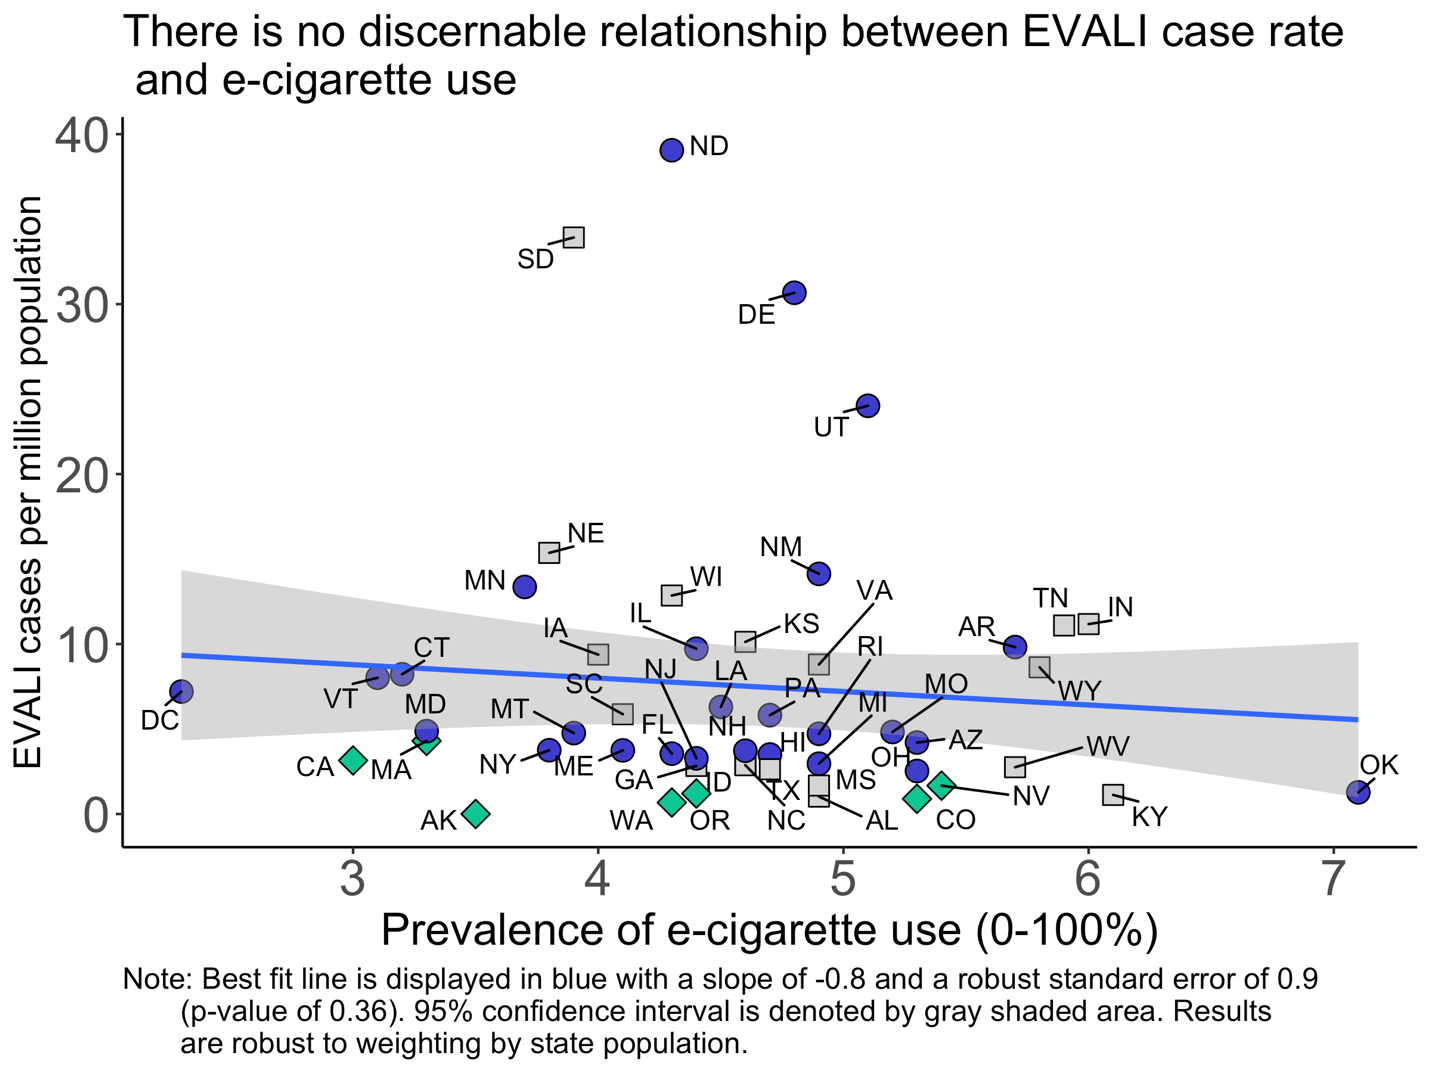 There is no discernable relationship between EVALI case rate
and e-cigarette use
EVALI cases per million population
40
30
20
10
0
ND
SD
DE
UT
NE
NM
MN
WI
VA
TN
IN
IL
KS
AR
IA
RI
CT
NJ
LA
VT
SC
PA
MO
WY
MD
MT
MI
DC
FL
NH
HI
AZ
WV
CA
MA
NY
ME
OH
OK
GA
ID
TX
MS
NV
AK
WA
OR
NC
AL
CO
KY
3
4
5
6
7
Prevalence of e-cigarette use (0-100%)
Note: Best fit line is displayed in blue with a slope of -0.8 and a robust standard error of 0.9
(p-value of 0.36). 95% confidence interval is denoted by gray shaded area. Results
are robust to weighting by state population.